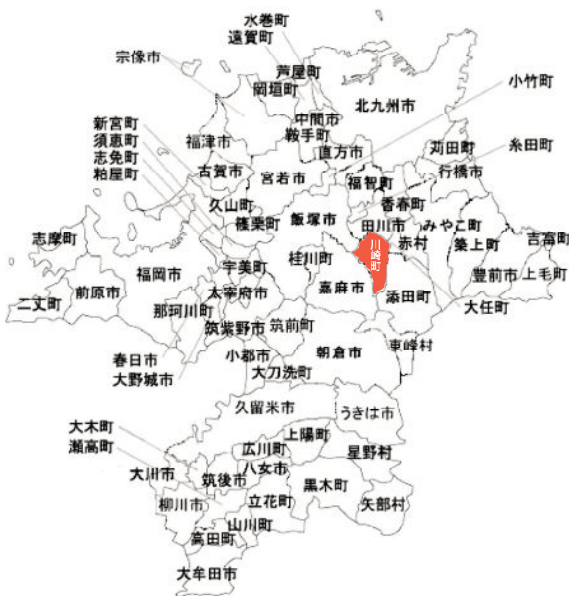 水巻町
遠賀町
宗像市
芦屋町
岡垣町
小竹町
北九州市
新宮町
須恵町
志免町
粕屋町
中間市
鞍手町
福津市
直方市
苅田町
糸田町
古賀市
宮若市
福智町
行橋市
久山町
香春町
篠栗町
飯塚市
田川市
みやこ町
志摩町
川崎町
赤村
築上町
吉富町
福岡市
宇美町
桂川町
豊前市
上毛町
二丈町
前原市
太宰府市
嘉麻市
添田町
大任町
那珂川町
筑紫野市
筑前町
春日市
大野城市
小郡市
朝倉市
東峰村
大刀洗町
久留米市
うきは市
大木町
瀬高町
上陽町
広川町
星野村
大川市
筑後市
八女市
黒木町
柳川市
立花町
矢部村
山川町
高田町
大牟田市